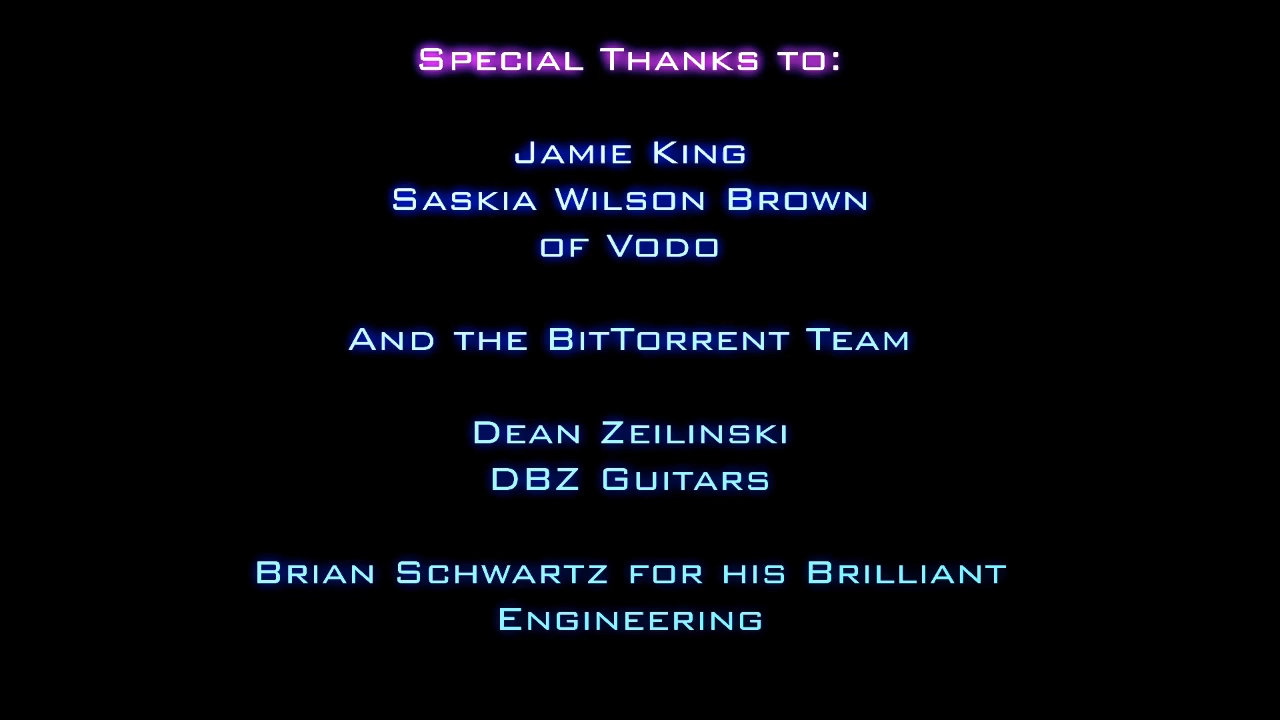 Special Thanks to:
Jamie King
Saskia Wilson Brown
of Vodo
And the BitTorrent Team
Dean Zeilinski
DBZ Guitars
Brian Schwartz for his Brilliant
Engineering